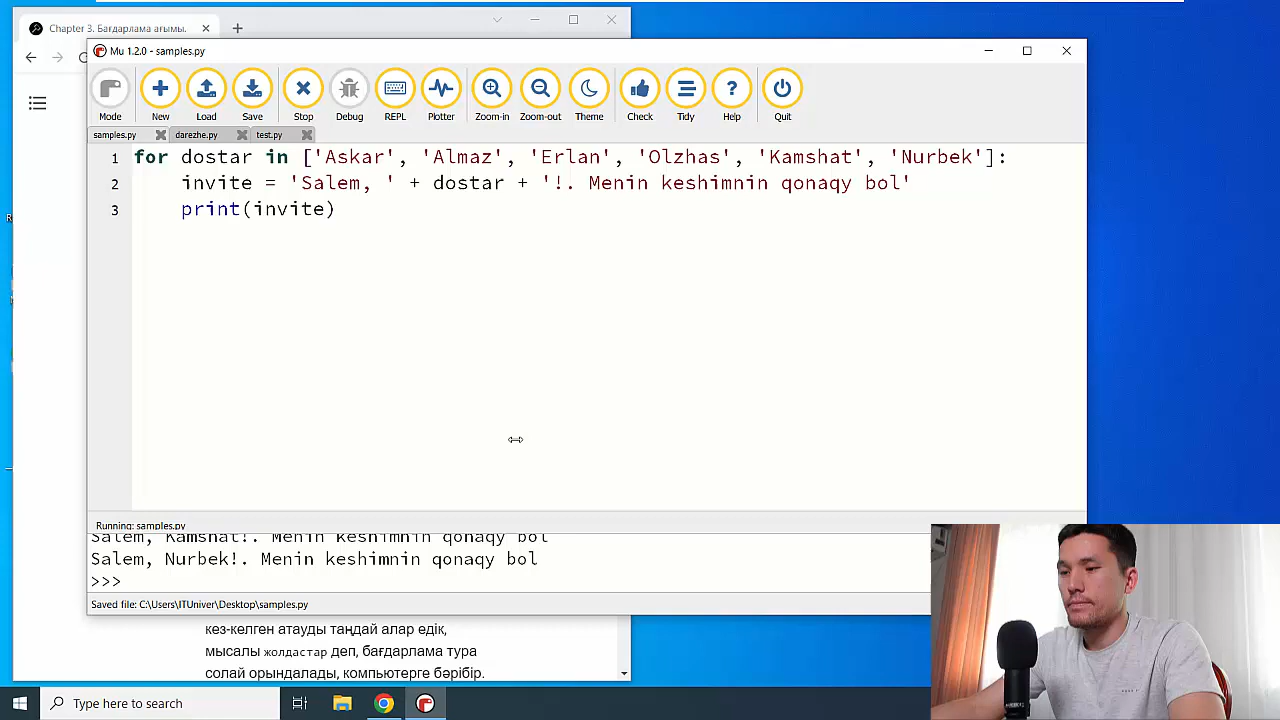 Chapter 3. Бағдарлама ағымы.
Mu 1.2.0 - samples.py
Mode New Load Save Stop Debug REPL Plotter Zoom-in Zoom-out Theme Check Tidy Help Quit
samples.py darezhe.py test.py
1 for dostar in ['Askar', 'Almaz', 'Erlan', 'Olzhas', 'Kamshat', 'Nurbek']:
2 invite = 'Salem, ' + dostar + '!. Menin keshimnin qonaqy bol'
3 print(invite)
Running: samples.py
Salem, Kamshat!. Menin keshimnin qonaqy bol
Salem, Nurbek!. Menin keshimnin qonaqy bol
>>>
Saved file: C:\Users\ITUniver\Desktop\samples.py
кез-келген атауды таңдай алар едік,
мысалы жолдастар деп, бағдарлама тура
солай орындалады, компьютерге бәрібір.
Type here to search